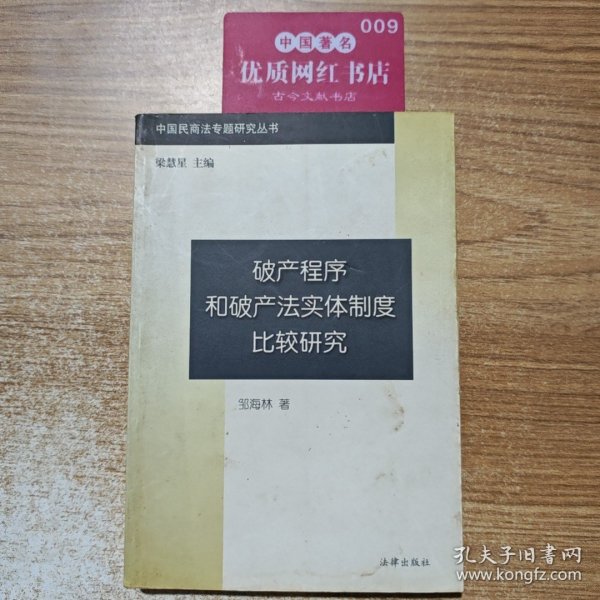 009
中国著名
优质网红书店
古今文献书店
中国民商法专题研究丛书
梁慧星 主编
破产程序
和破产法实体制度
比较研究
邹海林 著
法律出版社
孔夫子旧书网
www.kongfz.com